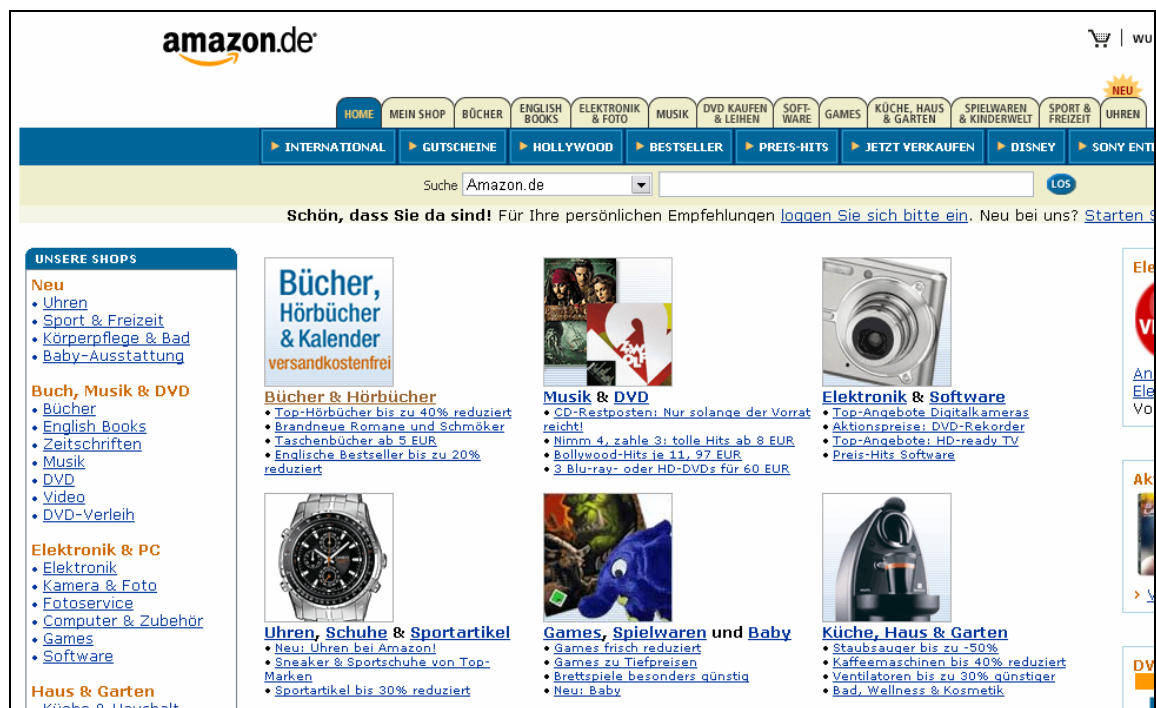 amazon.de
WU
NEU
HOME
MEIN SHOP
BÜCHER
ENGLISH
BOOKS
ELEKTRONIK
& FOTO
MUSIK
DVD KAUFEN
& LEIHEN
SOFT-
WARE
GAMES
KÜCHE, HAUS
& GARTEN
SPIELWAREN
& KINDERWELT
SPORT &
FREIZEIT
UHREN
INTERNATIONAL
GUTSCHEINE
HOLLYWOOD
BESTSELLER
PREIS-HITS
JETZT VERKAUFEN
DISNEY
SONY ENT
Suche Amazon.de LOS
Schön, dass Sie da sind! Für Ihre persönlichen Empfehlungen loggen Sie sich bitte ein. Neu bei uns? Starten S
UNSERE SHOPS
Neu
• Uhren
• Sport & Freizeit
• Körperpflege & Bad
• Baby-Ausstattung
Buch, Musik & DVD
• Bücher
• English Books
• Zeitschriften
• Musik
• DVD
• Video
• DVD-Verleih
Elektronik & PC
• Elektronik
• Kamera & Foto
• Fotoservice
• Computer & Zubehör
• Games
• Software
Haus & Garten
Küche & Haushalt
Bücher,
Hörbücher
& Kalender
versandkostenfrei
Bücher & Hörbücher
• Top-Hörbücher bis zu 40% reduziert
• Brandneue Romane und Schmöker
• Taschenbücher ab 5 EUR
• Englische Bestseller bis zu 20%
reduziert
Musik & DVD
• CD-Restposten: Nur solange der Vorrat
reicht!
• Nimm 4, zahle 3: tolle Hits ab 8 EUR
• Bollywood-Hits je 11, 97 EUR
• 3 Blu-ray- oder HD-DVDs für 60 EUR
Elektronik & Software
• Top-Angebote Digitalkameras
• Aktionspreise: DVD-Rekorder
• Top-Angebote: HD-ready TV
• Preis-Hits Software
Uhren, Schuhe & Sportartikel
• Neu: Uhren bei Amazon!
• Sneaker & Sportschuhe von Top-
Marken
• Sportartikel bis 30% reduziert
Games, Spielwaren und Baby
• Games frisch reduziert
• Games zu Tiefpreisen
• Brettspiele besonders günstig
• Neu: Baby
Küche, Haus & Garten
• Staubsauger bis zu -50%
• Kaffeemaschinen bis 40% reduziert
• Ventilatoren bis zu 30% günstiger
• Bad, Wellness & Kosmetik
Ele
VI
An
Ele
Vo
Ak
> V
DV